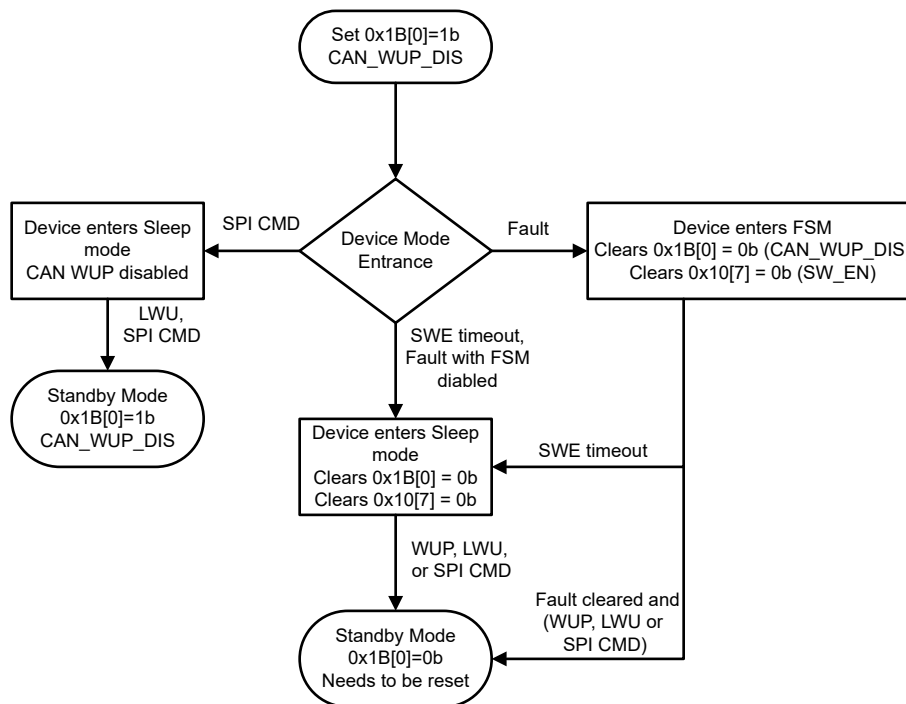 Set 0x1B[0]=1b
CAN_WUP_DIS
Device Mode
Entrance
SPI CMD
Fault
Device enters Sleep
mode
CAN WUP disabled
Device enters FSM
Clears 0x1B[0] = 0b (CAN_WUP_DIS
Clears 0x10[7] = 0b (SW_EN)
LWU,
SPI CMD
SWE timeout,
Fault with FSM
diabled
Standby Mode
0x1B[0]=1b
CAN_WUP_DIS
Device enters Sleep
mode
Clears 0x1B[0] = 0b
Clears 0x10[7] = 0b
SWE timeout
WUP, LWU,
or SPI CMD
Fault cleared and
(WUP, LWU or
SPI CMD)
Standby Mode
0x1B[0]=0b
Needs to be reset